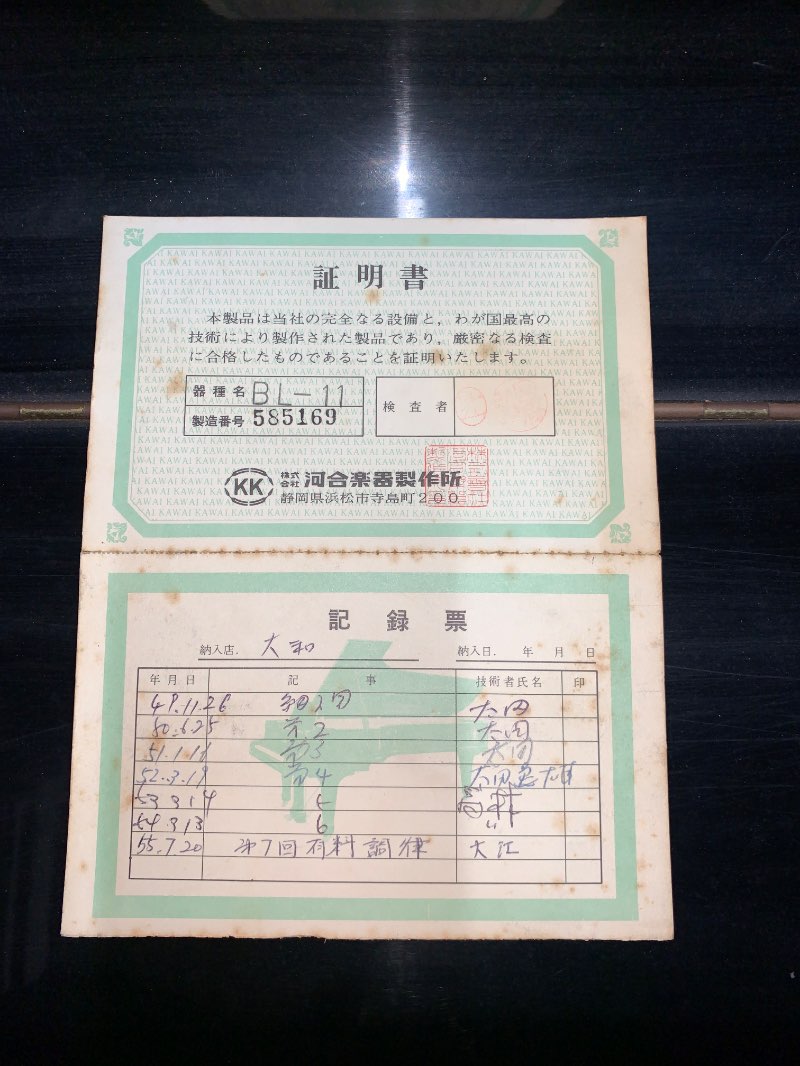 証明書
本製品は当社の完全なる設備と，わが国最高の
技術により製作された製品であり，厳密なる検査
に合格したものであることを証明いたします。
器種名 BL-11
製造番号 585169
検査者
KK 株式会社 河合楽器製作所
静岡県浜松市寺島町200
記録票
納入店. 大和 納入日. 年 月 日
年月日 記事 技術者氏名 印
49.11.26 大田
50.6.25 第2 大田
51.1.16 第3 大田
52.3.19 第4 大田
53 3 14 5
54 3 13 6 〃
55.7.20 第7回有料調律 大江